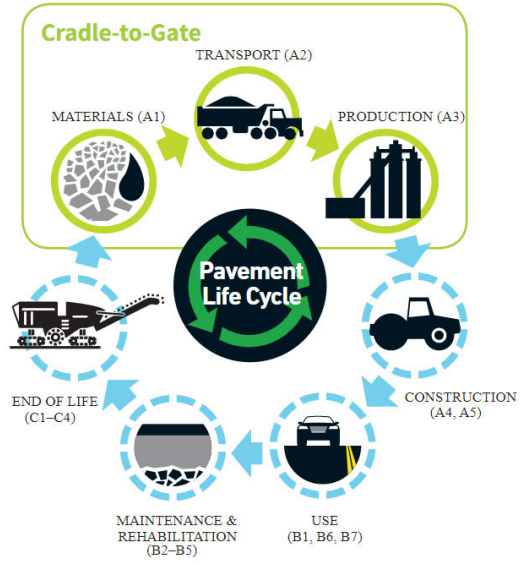 Cradle-to-Gate
TRANSPORT (A2)
MATERIALS (A1)
PRODUCTION (A3)
Pavement
Life Cycle
CONSTRUCTION
(A4, A5)
END OF LIFE
(C1–C4)
MAINTENANCE &
REHABILITATION
(B2–B5)
USE
(B1, B6, B7)